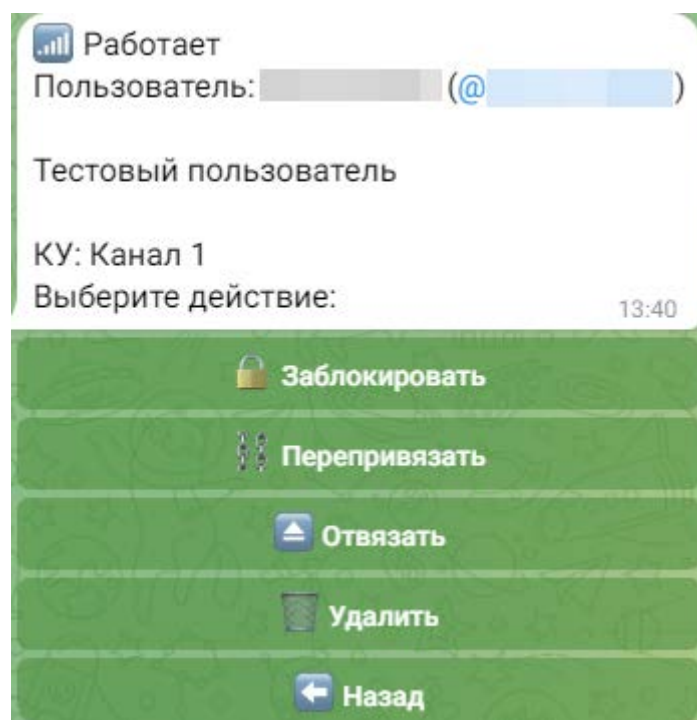 Работает
Пользователь: (@ )
Тестовый пользователь
КУ: Канал 1
Выберите действие:
13:40
Заблокировать
Перепривязать
Отвязать
Удалить
Назад